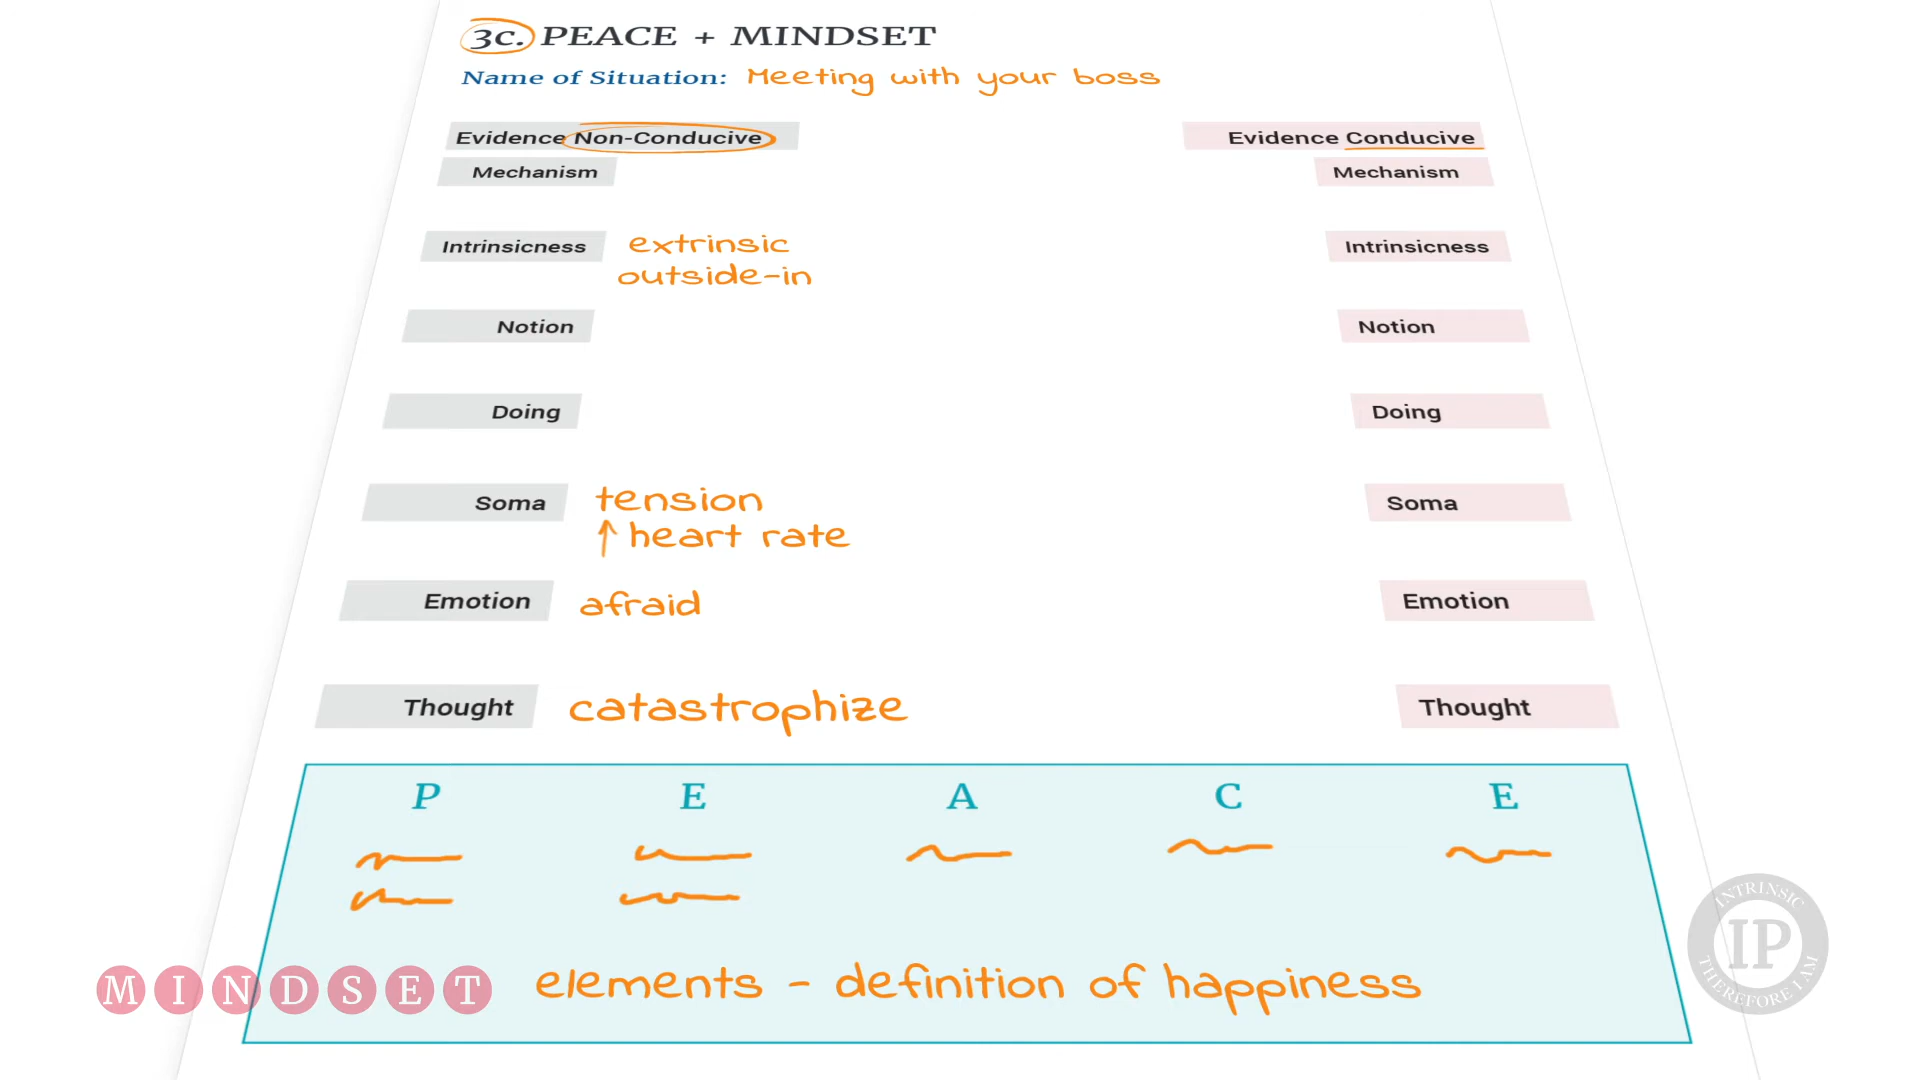 3c. PEACE + MINDSET
Name of Situation: Meeting with your boss
Evidence Non-Conducive
Evidence Conducive
Mechanism
Mechanism
Intrinsicness extrinsic
outside-in
Intrinsicness
Notion
Notion
Doing
Doing
Soma tension
↑ heart rate
Soma
Emotion afraid
Emotion
Thought catastrophize
Thought
P E A C E
MINDSET
elements - definition of happiness
INTRINSIC
IP
THEREFORE I AM